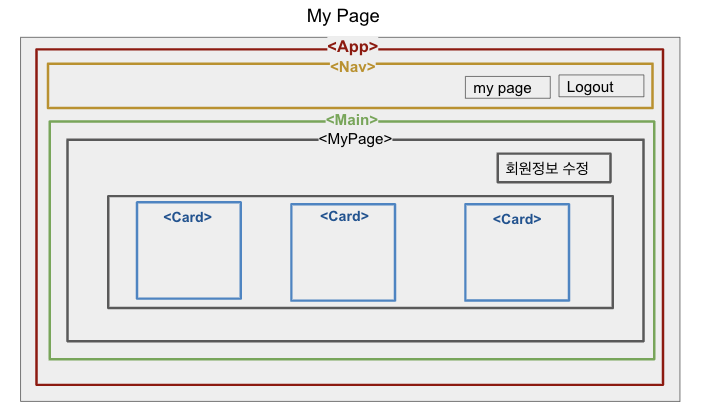 My Page
<App>
<Nav>
my page
Logout
<Main>
<MyPage>
회원정보 수정
<Card>
<Card>
<Card>